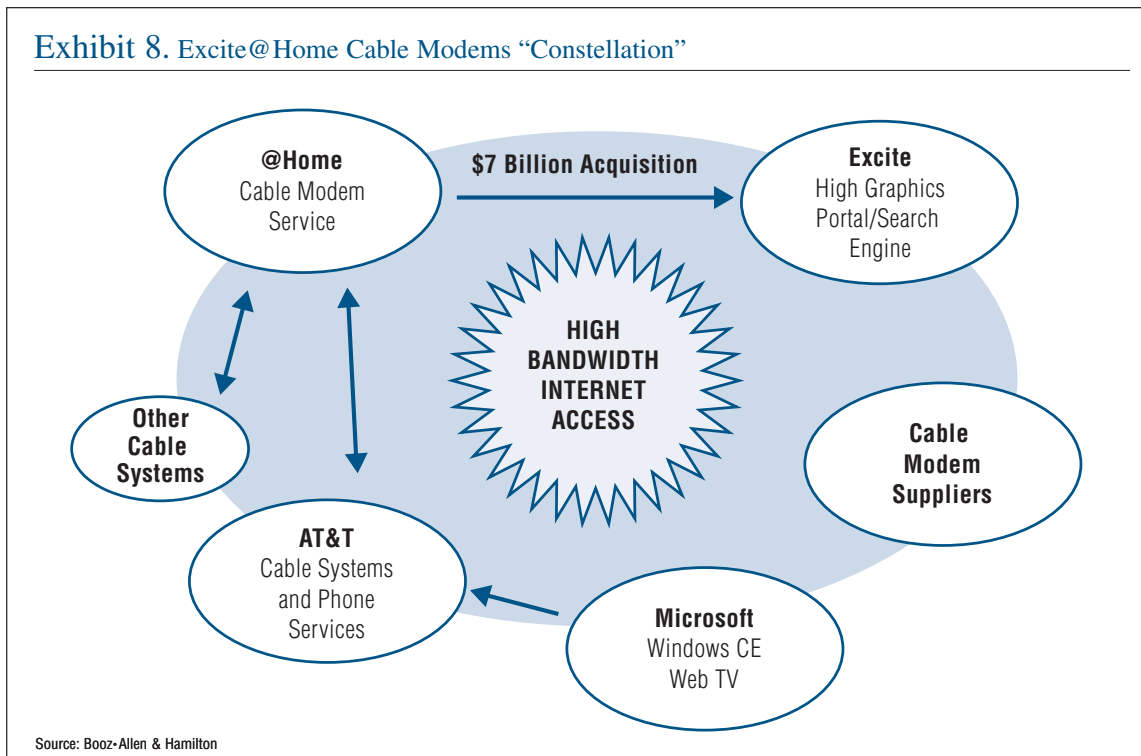 Exhibit 8. Excite@Home Cable Modems “Constellation”
@Home
Cable Modem
Service
$7 Billion Acquisition
Excite
High Graphics
Portal/Search
Engine
HIGH
BANDWIDTH
INTERNET
ACCESS
Other
Cable
Systems
Cable
Modem
Suppliers
AT&T
Cable Systems
and Phone
Services
Microsoft
Windows CE
Web TV
Source: Booz•Allen & Hamilton